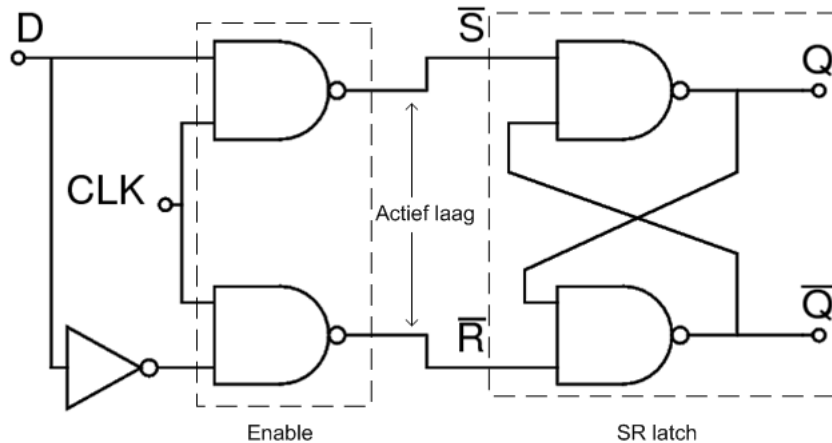 D
S̅
Q
CLK
Actief laag
R̅
Q̅
Enable
SR latch